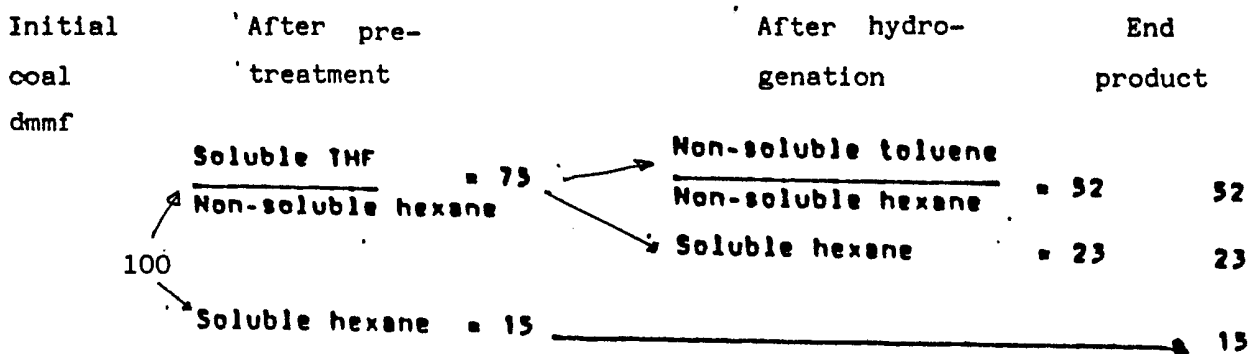 Initial After pre- After hydro- End
coal treatment genation product
dmmf
Soluble THF Non-soluble toluene
= 75 = 52 52
Non-soluble hexane Non-soluble hexane
Soluble hexane = 23 23
100
Soluble hexane = 15 15